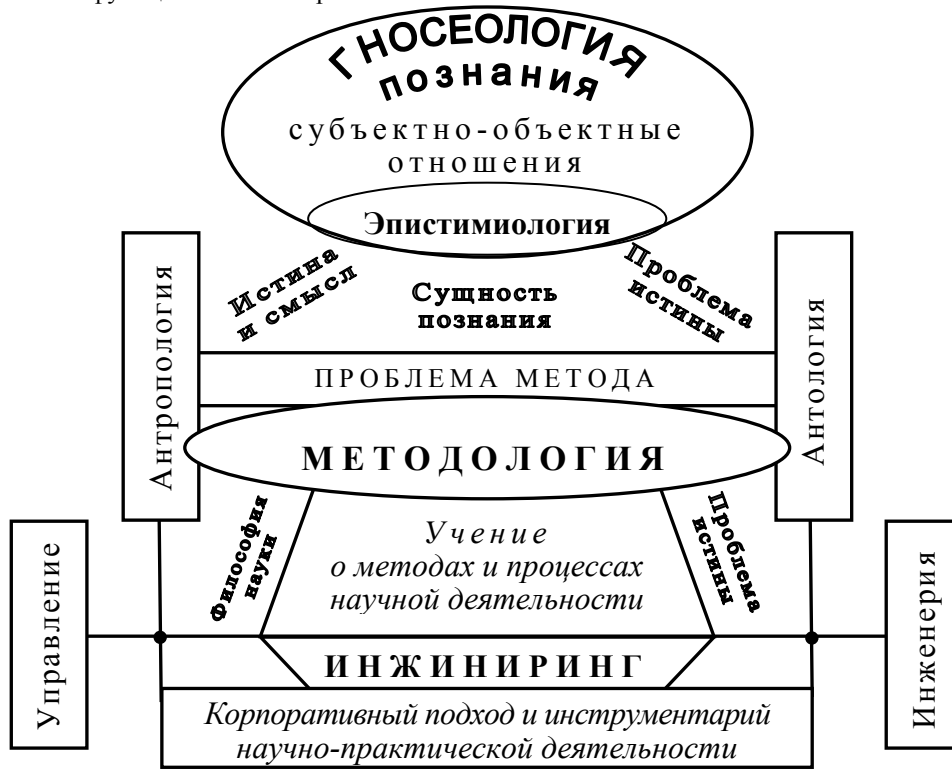 ГНОСЕОЛОГИЯ
познания
субъектно-объектные
отношения
Эпистимиология
Истина
и смысл
Сущность
познания
Проблема
истины
Антропология
Антология
ПРОБЛЕМА МЕТОДА
МЕТОДОЛОГИЯ
Философия
науки
Учение
о методах и процессах
научной деятельности
Проблема
истины
Управление
Инженерия
ИНЖИНИРИНГ
Корпоративный подход и инструментарий
научно-практической деятельности